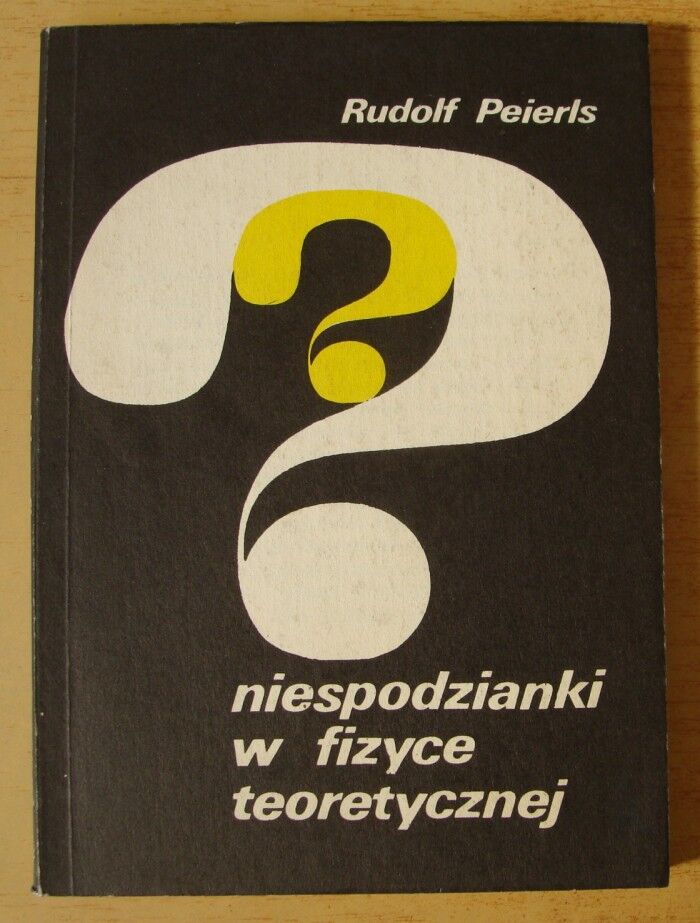 Rudolf Peierls
niespodzianki
w fizyce
teoretycznej